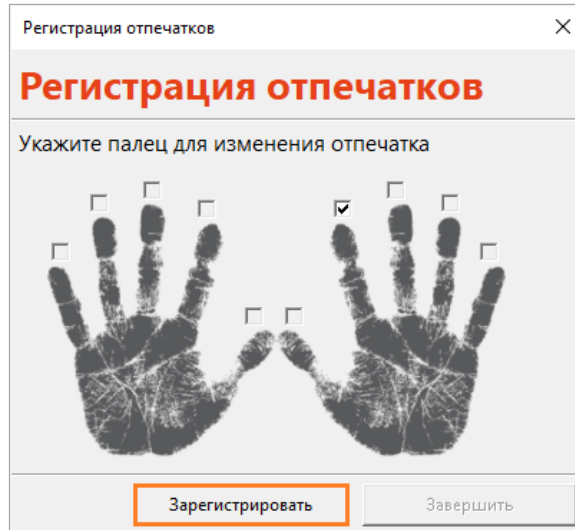 Регистрация отпечатков
Регистрация отпечатков
Укажите палец для изменения отпечатка
Зарегистрировать
Завершить